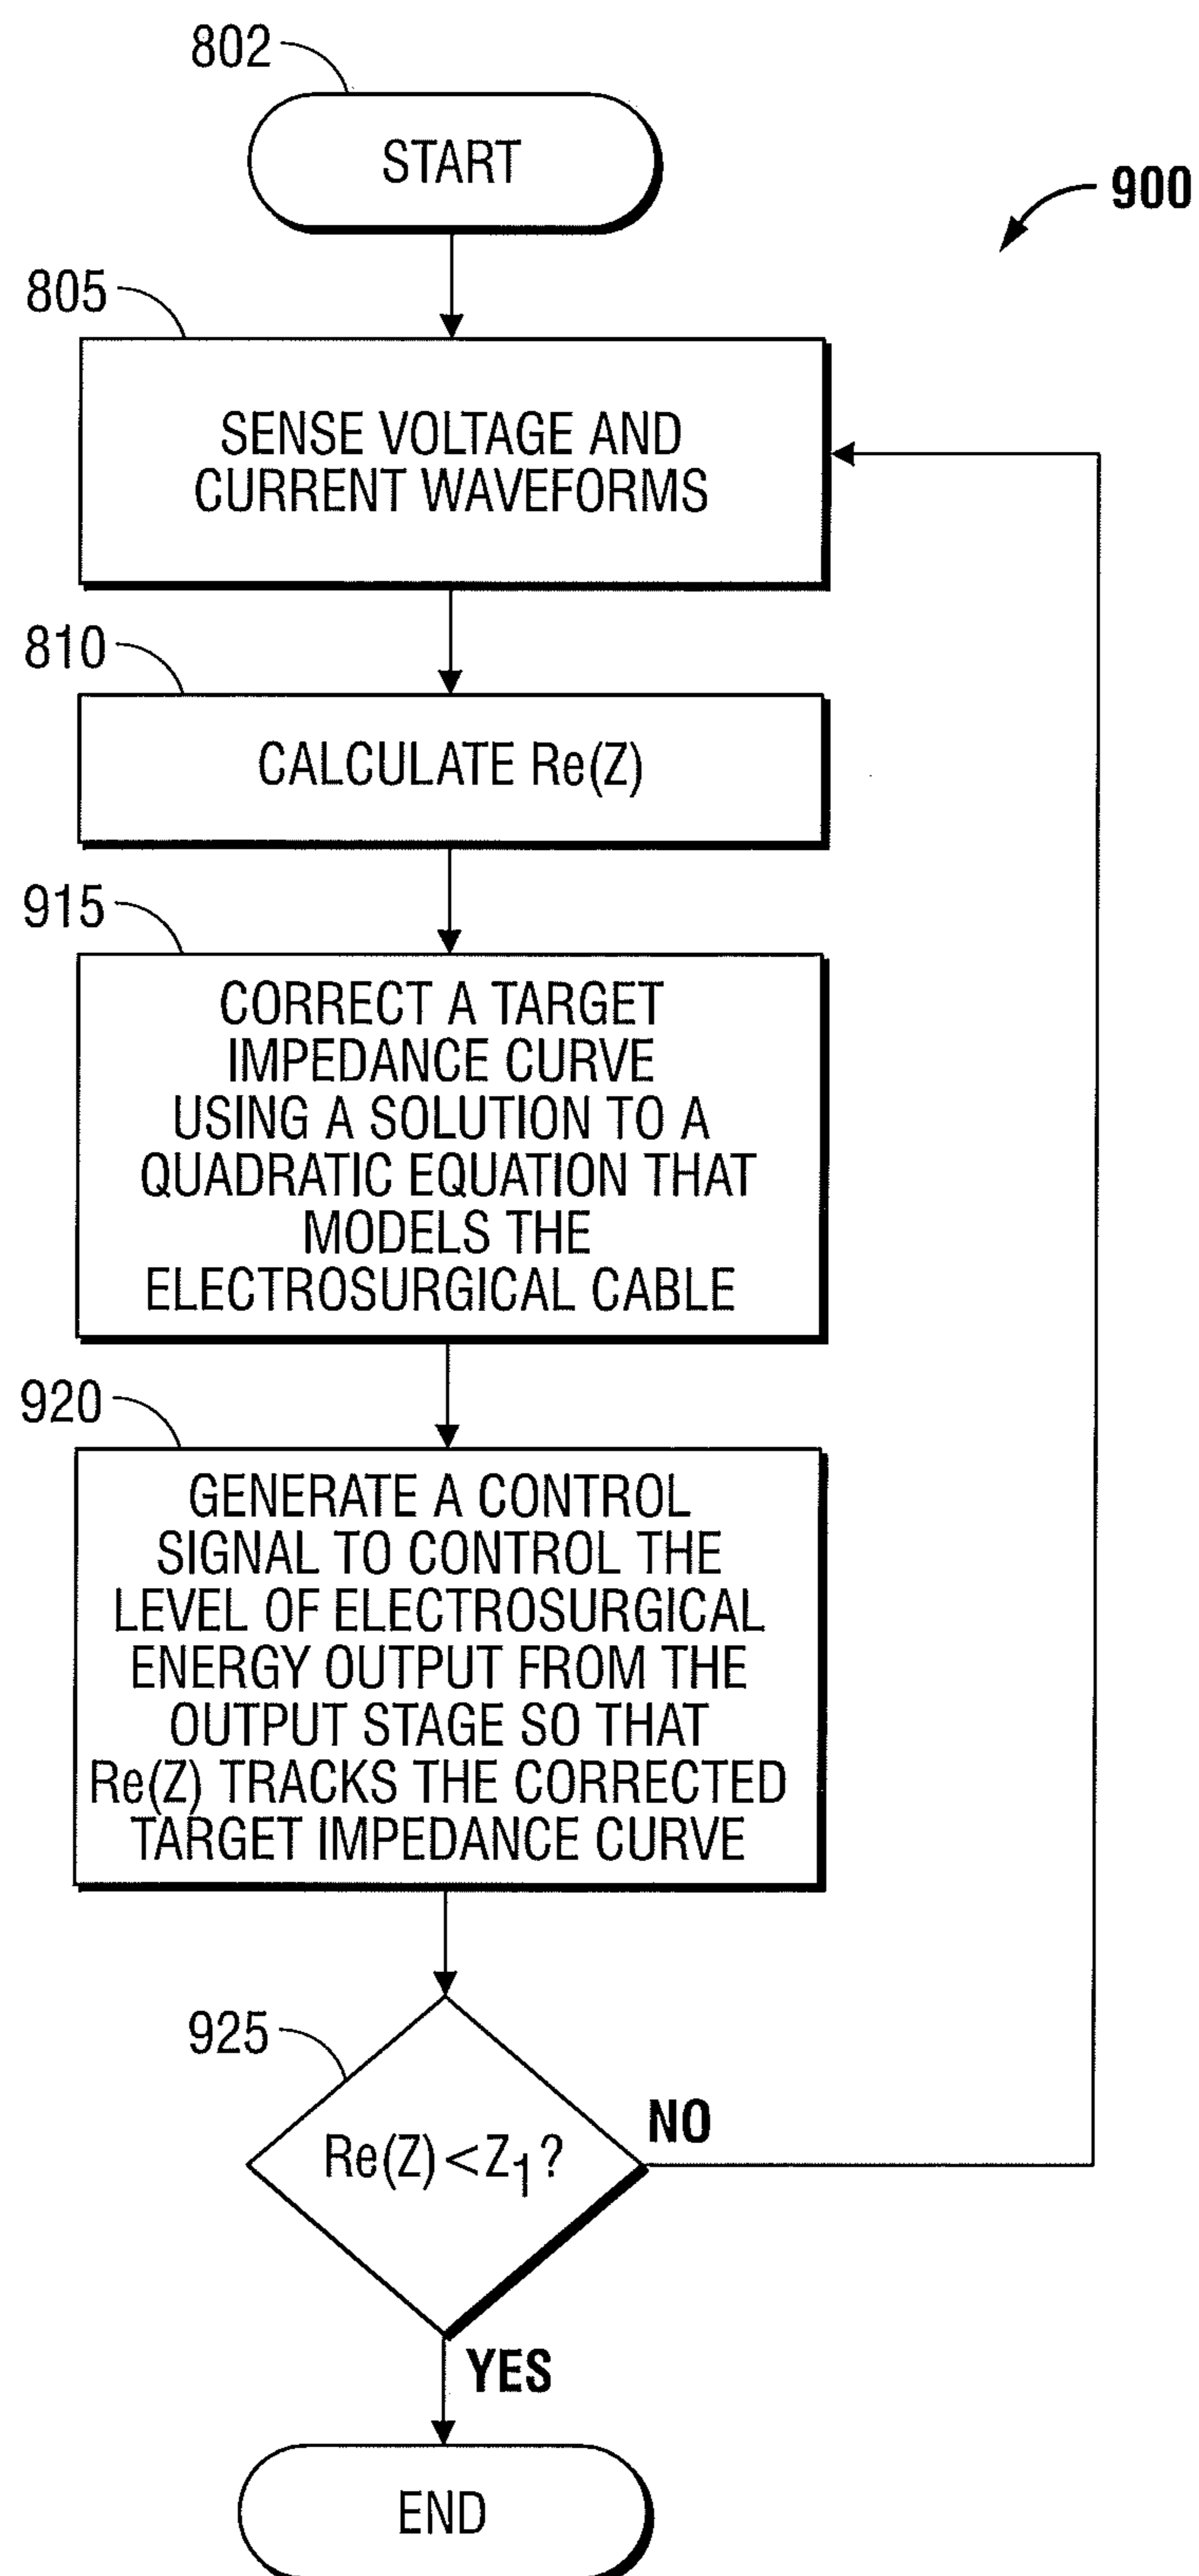 802
START
900
805
SENSE VOLTAGE AND
CURRENT WAVEFORMS
810
CALCULATE Re(Z)
915
CORRECT A TARGET
IMPEDANCE CURVE
USING A SOLUTION TO A
QUADRATIC EQUATION THAT
MODELS THE
ELECTROSURGICAL CABLE
920
GENERATE A CONTROL
SIGNAL TO CONTROL THE
LEVEL OF ELECTROSURGICAL
ENERGY OUTPUT FROM THE
OUTPUT STAGE SO THAT
Re(Z) TRACKS THE CORRECTED
TARGET IMPEDANCE CURVE
925
Re(Z)<Z1?
NO
YES
END